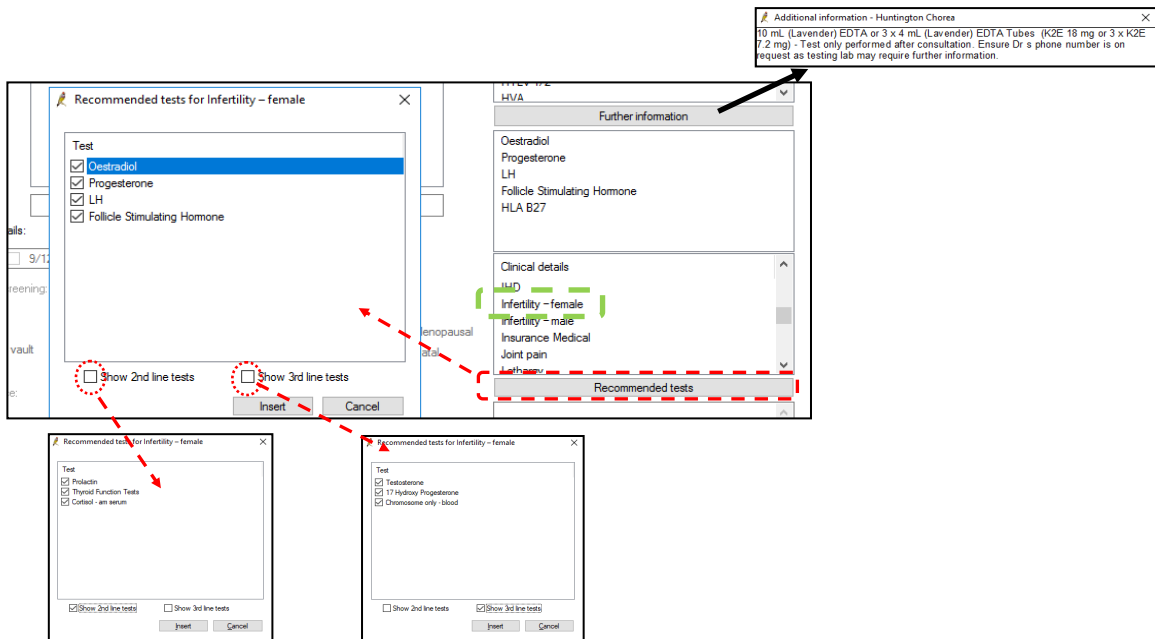 Additional information - Huntington Chorea
10 mL (Lavender) EDTA or 3 x 4 mL (Lavender) EDTA Tubes (K2E 18 mg or 3 x K2E
7.2 mg) - Test only performed after consultation. Ensure Dr s phone number is on
request as testing lab may require further information.
Recommended tests for Infertility – female
Test
Oestradiol
Progesterone
LH
Follicle Stimulating Hormone
Show 2nd line tests
Show 3rd line tests
Insert
Cancel
ails:
9/12
reening:
vault
e:
lenopausal
atal
HVA
Further information
Oestradiol
Progesterone
LH
Follicle Stimulating Hormone
HLA B27
Clinical details
IHD
Infertility – female
Infertility – male
Insurance Medical
Joint pain
Lethargy
Recommended tests
Recommended tests for Infertility – female
Test
Prolactin
Thyroid Function Tests
Cortisol - am serum
Show 2nd line tests
Show 3rd line tests
Insert
Cancel
Recommended tests for Infertility – female
Test
Testosterone
17 Hydroxy Progesterone
Chromosome only - blood
Show 2nd line tests
Show 3rd line tests
Insert
Cancel